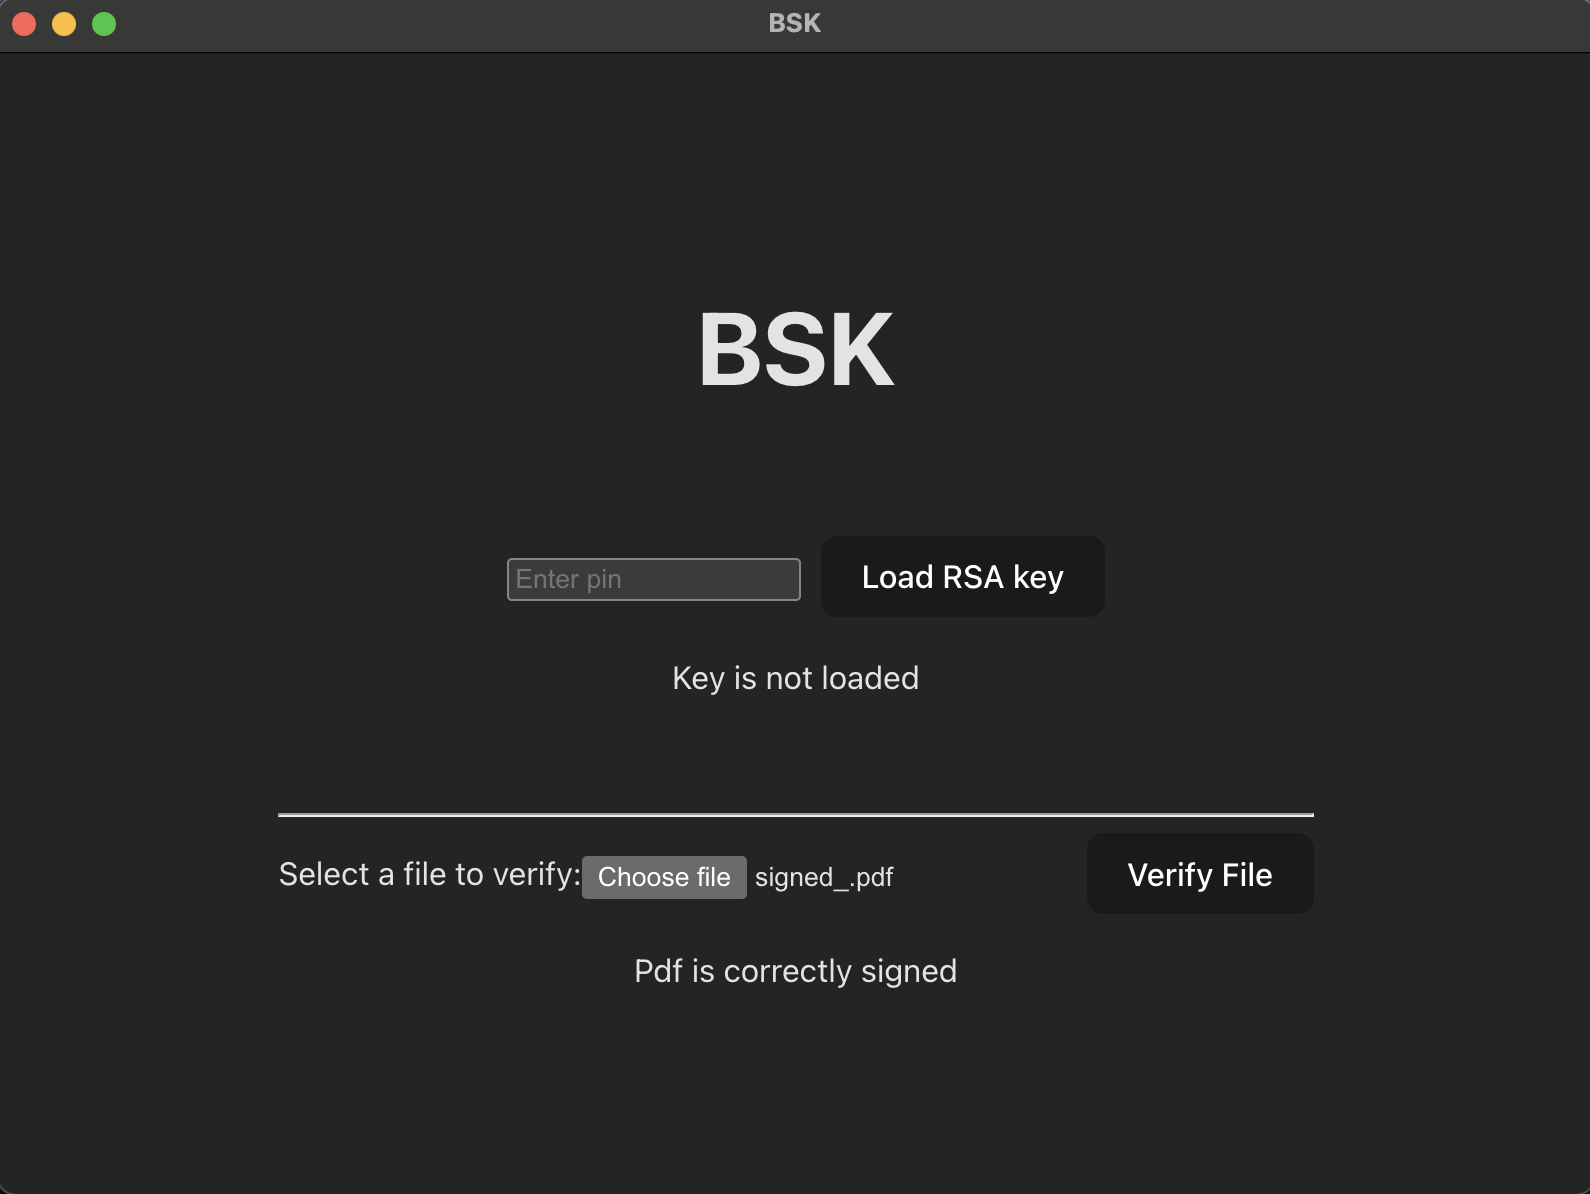 BSK
BSK
Enter pin
Load RSA key
Key is not loaded
Select a file to verify: Choose file signed_.pdf
Verify File
Pdf is correctly signed